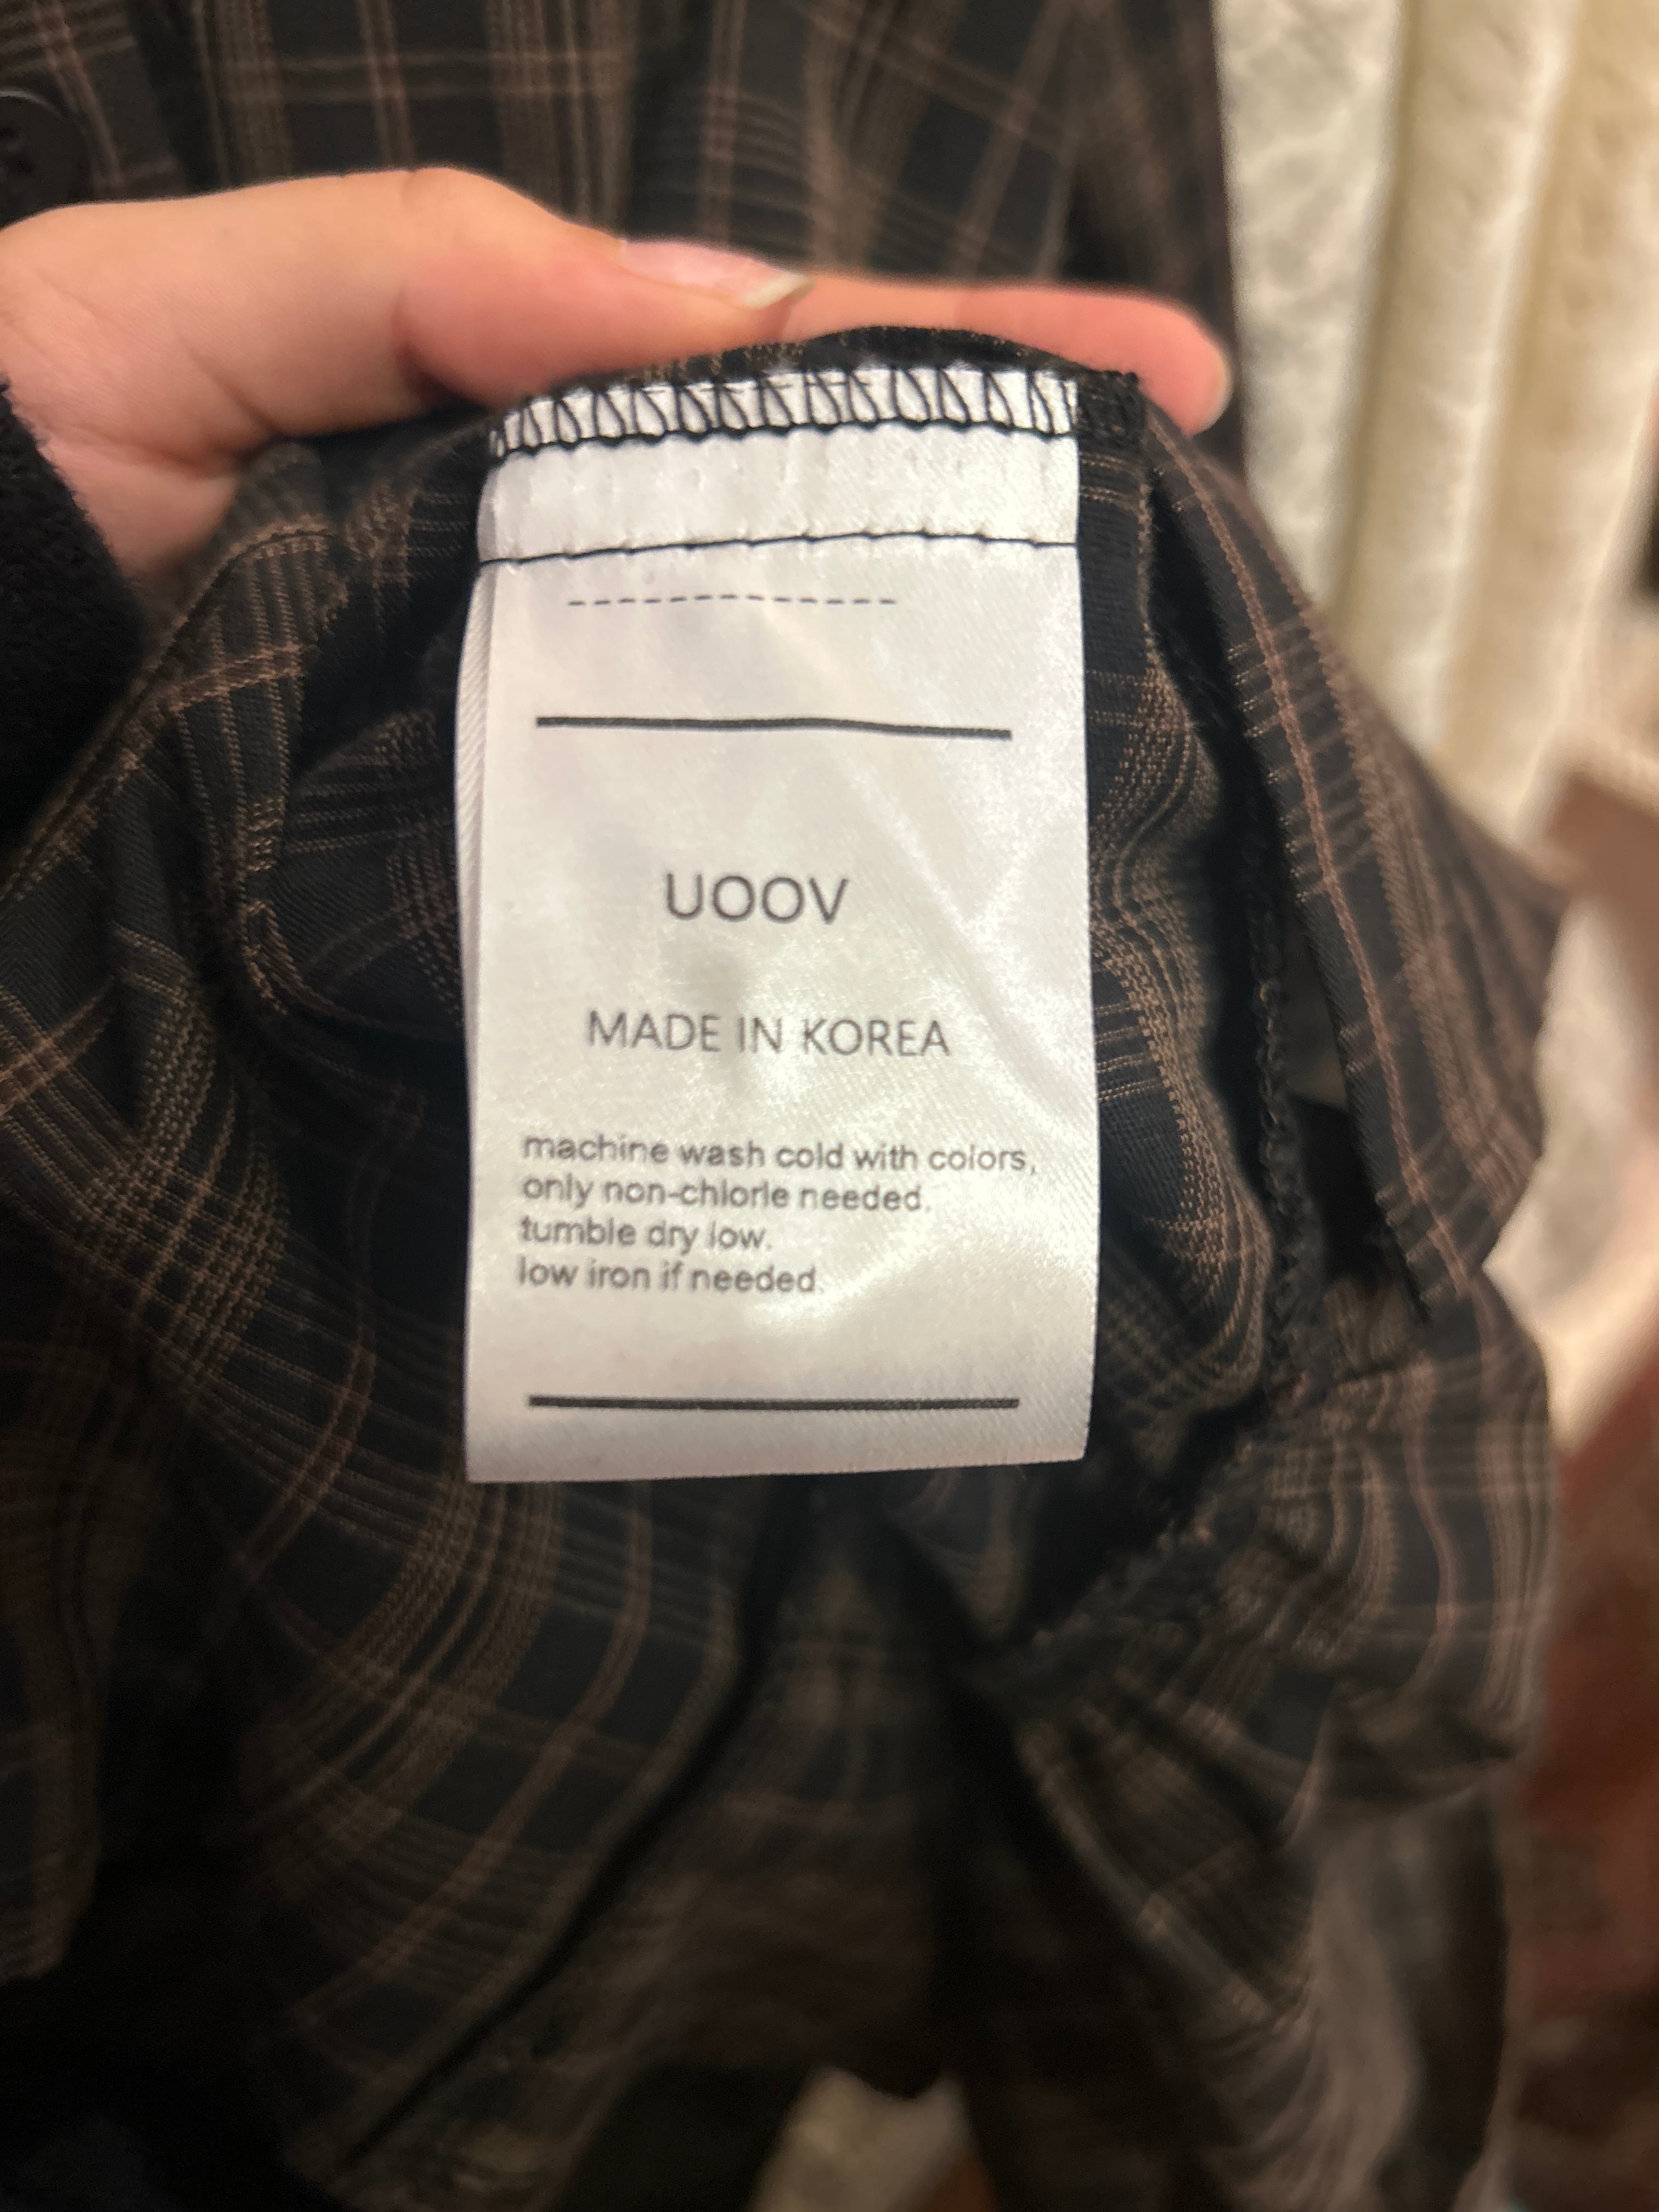 UOOV
MADE IN KOREA
machine wash cold with colors,
only non-chlorie needed.
tumble dry low.
low iron if needed.